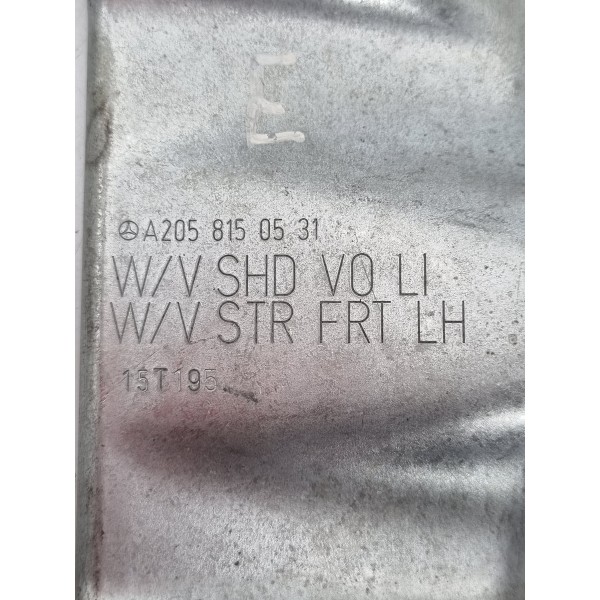 A205 815 05 31
W/V SHD VO LI
W/V STR FRT LH
15T195